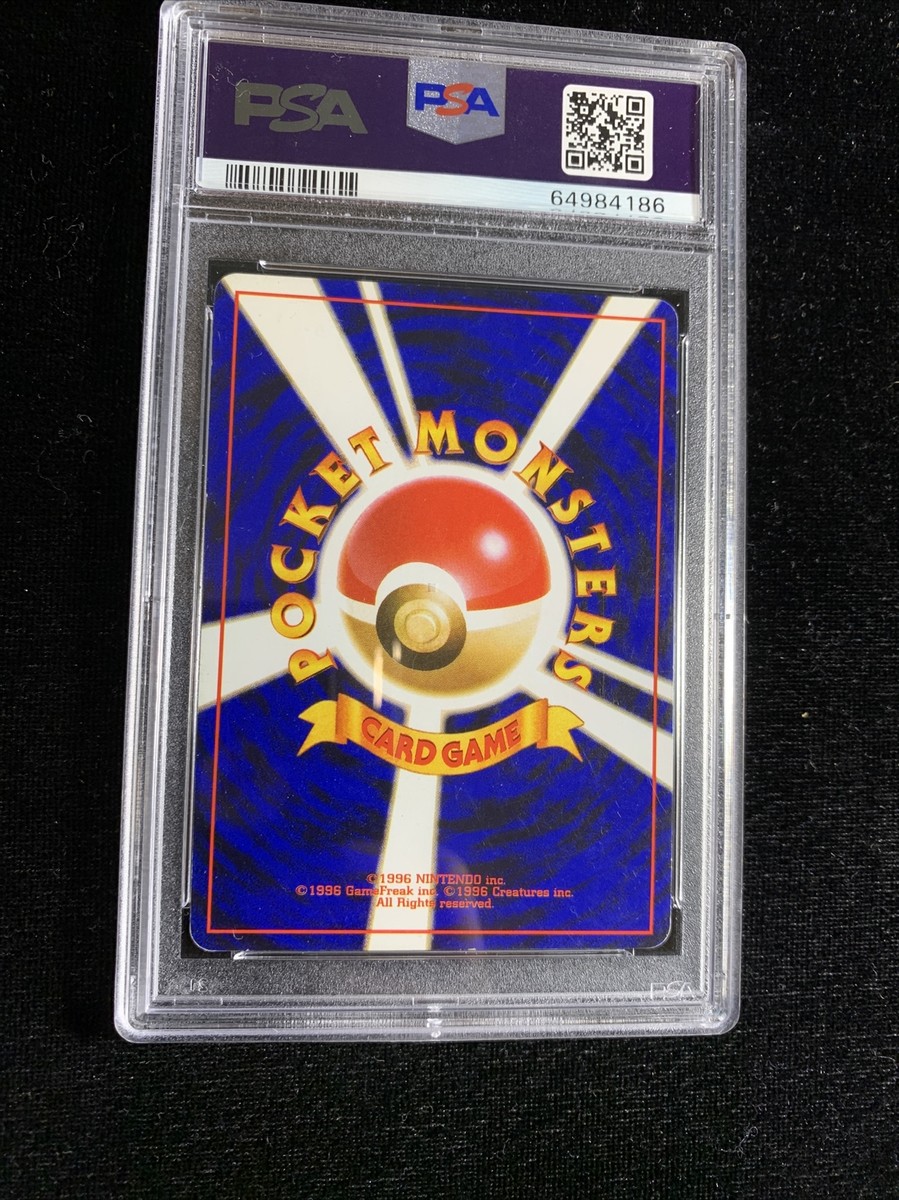 PSA
PSA
64984186
POCKET MONSTERS
CARD GAME
©1996 NINTENDO inc.
©1996 GameFreak inc. ©1996 Creatures inc.
All Rights reserved.
PSA